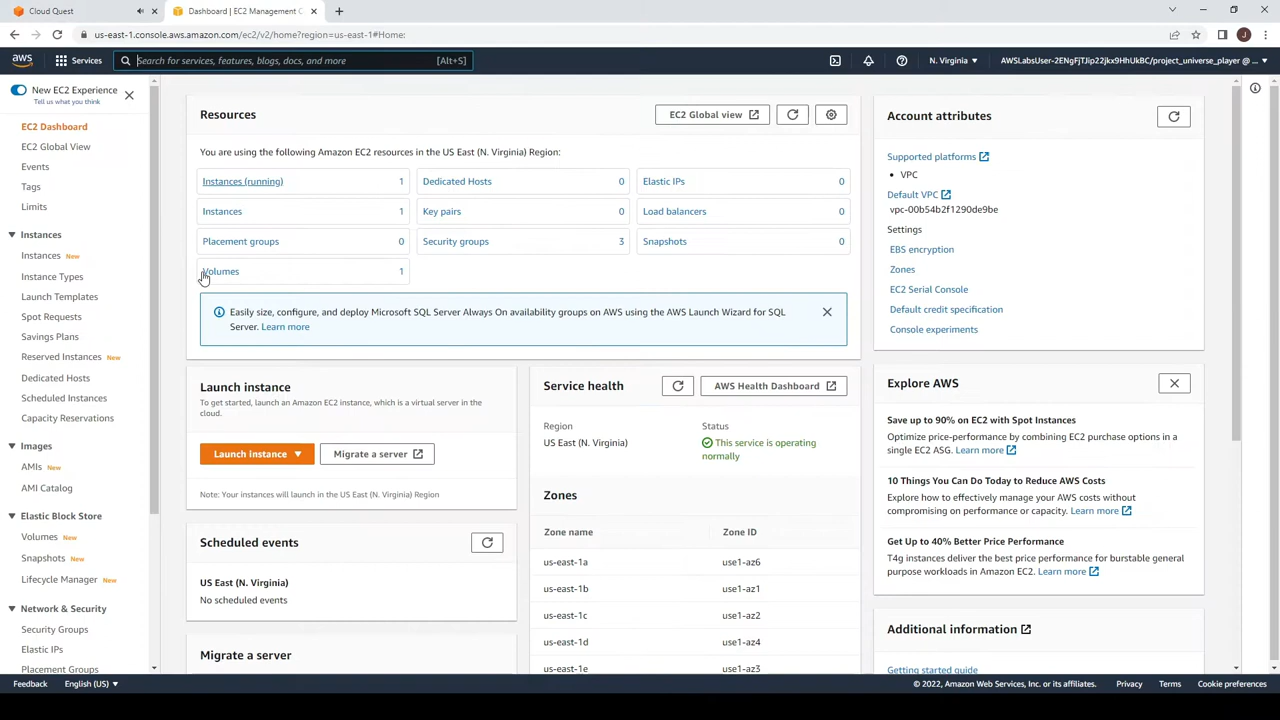 Cloud Quest
Dashboard | EC2 Management C
us-east-1.console.aws.amazon.com/ec2/v2/home?region=us-east-1#Home:
J
aws
Services
Search for services, features, blogs, docs, and more
[Alt+S]
N. Virginia
AWSLabsUser-2ENgFjTJip22jkx9HHukBC/project_universe_player @ ...
New EC2 Experience
Tell us what you think
EC2 Dashboard
EC2 Global View
Events
Tags
Limits
Instances
Instances New
Instance Types
Launch Templates
Spot Requests
Savings Plans
Reserved Instances New
Dedicated Hosts
Scheduled Instances
Capacity Reservations
Images
AMIs New
AMI Catalog
Elastic Block Store
Volumes New
Snapshots New
Lifecycle Manager New
Network & Security
Security Groups
Elastic IPs
Placement Groups
Resources
EC2 Global view
You are using the following Amazon EC2 resources in the US East (N. Virginia) Region:
Instances (running) 1
Dedicated Hosts 0
Elastic IPs 0
Instances 1
Key pairs 0
Load balancers 0
Placement groups 0
Security groups 3
Snapshots 0
Volumes 1
Easily size, configure, and deploy Microsoft SQL Server Always On availability groups on AWS using the AWS Launch Wizard for SQL
Server. Learn more
Launch instance
To get started, launch an Amazon EC2 instance, which is a virtual server in the
cloud.
Launch instance
Migrate a server
Note: Your instances will launch in the US East (N. Virginia) Region
Scheduled events
US East (N. Virginia)
No scheduled events
Migrate a server
Service health
AWS Health Dashboard
Region
Status
US East (N. Virginia)
This service is operating
normally
Zones
Zone name
Zone ID
us-east-1a
use1-az6
us-east-1b
use1-az1
us-east-1c
use1-az2
us-east-1d
use1-az4
us-east-1e
use1-az3
Account attributes
Supported platforms
VPC
Default VPC
vpc-00b54b2f1290de9be
Settings
EBS encryption
Zones
EC2 Serial Console
Default credit specification
Console experiments
Explore AWS
Save up to 90% on EC2 with Spot Instances
Optimize price-performance by combining EC2 purchase options in a
single EC2 ASG. Learn more
10 Things You Can Do Today to Reduce AWS Costs
Explore how to effectively manage your AWS costs without
compromising on performance or capacity. Learn more
Get Up to 40% Better Price Performance
T4g instances deliver the best price performance for burstable general
purpose workloads in Amazon EC2. Learn more
Additional information
Getting started guide
Feedback
English (US)
© 2022, Amazon Web Services, Inc. or its affiliates.
Privacy
Terms
Cookie preferences